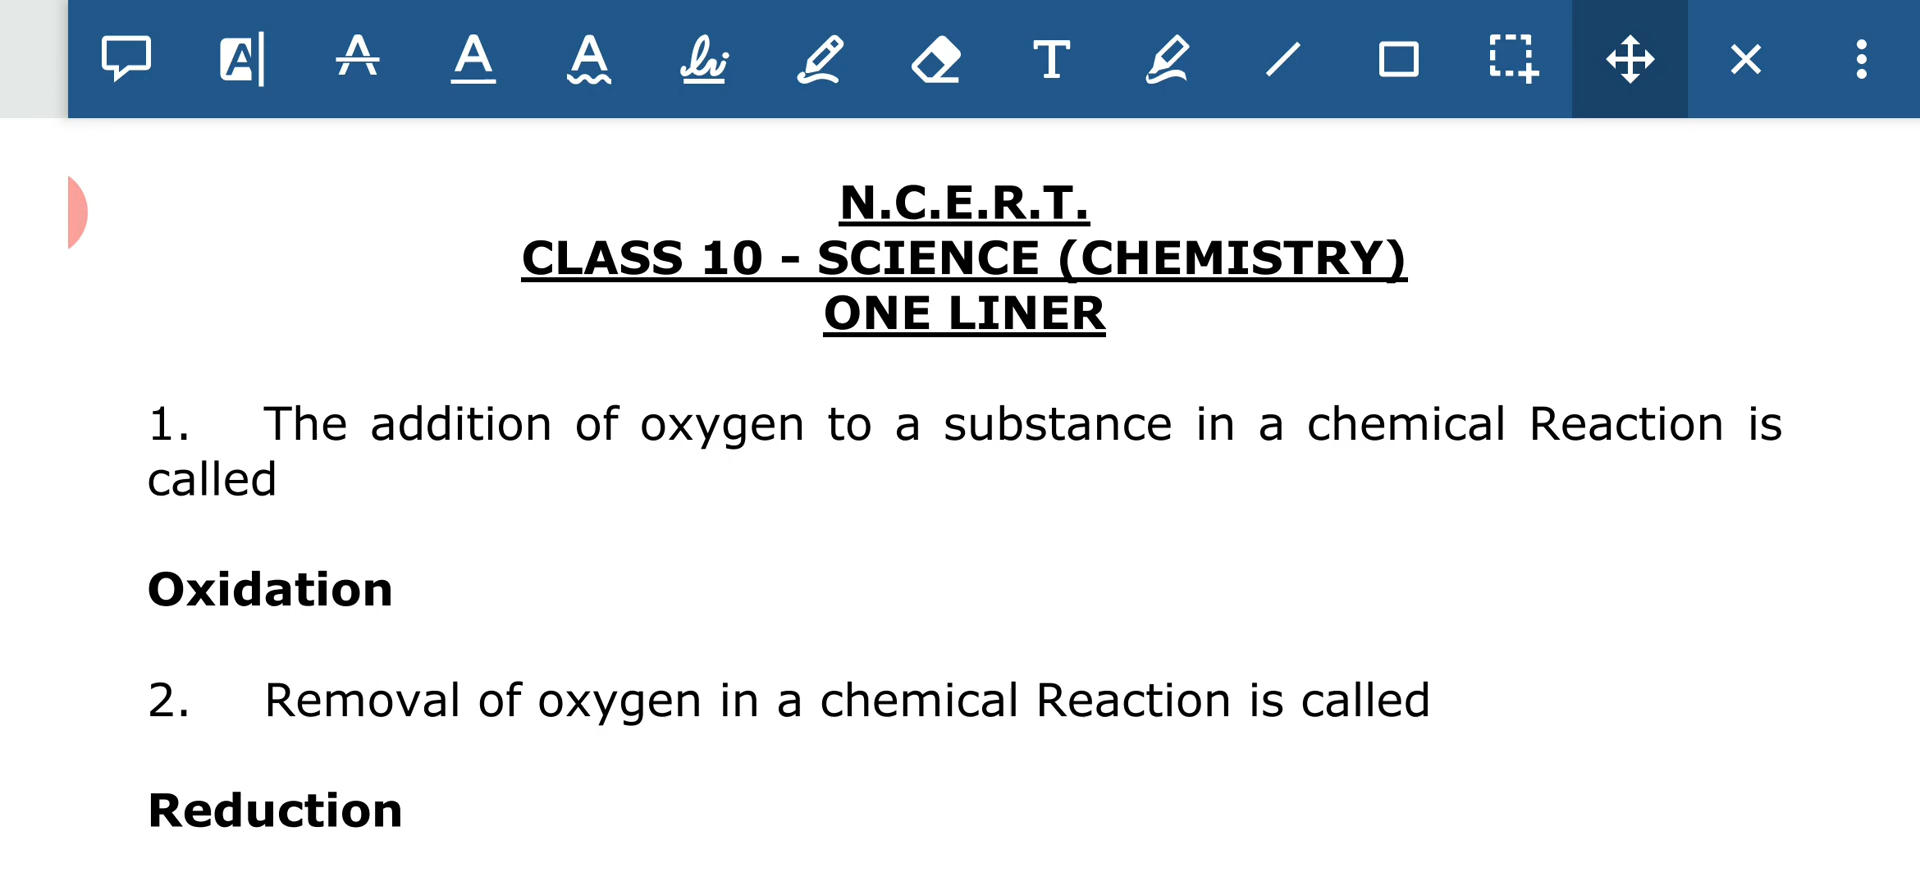 N.C.E.R.T.
CLASS 10 - SCIENCE (CHEMISTRY)
ONE LINER
1. The addition of oxygen to a substance in a chemical Reaction is
called
Oxidation
2. Removal of oxygen in a chemical Reaction is called
Reduction